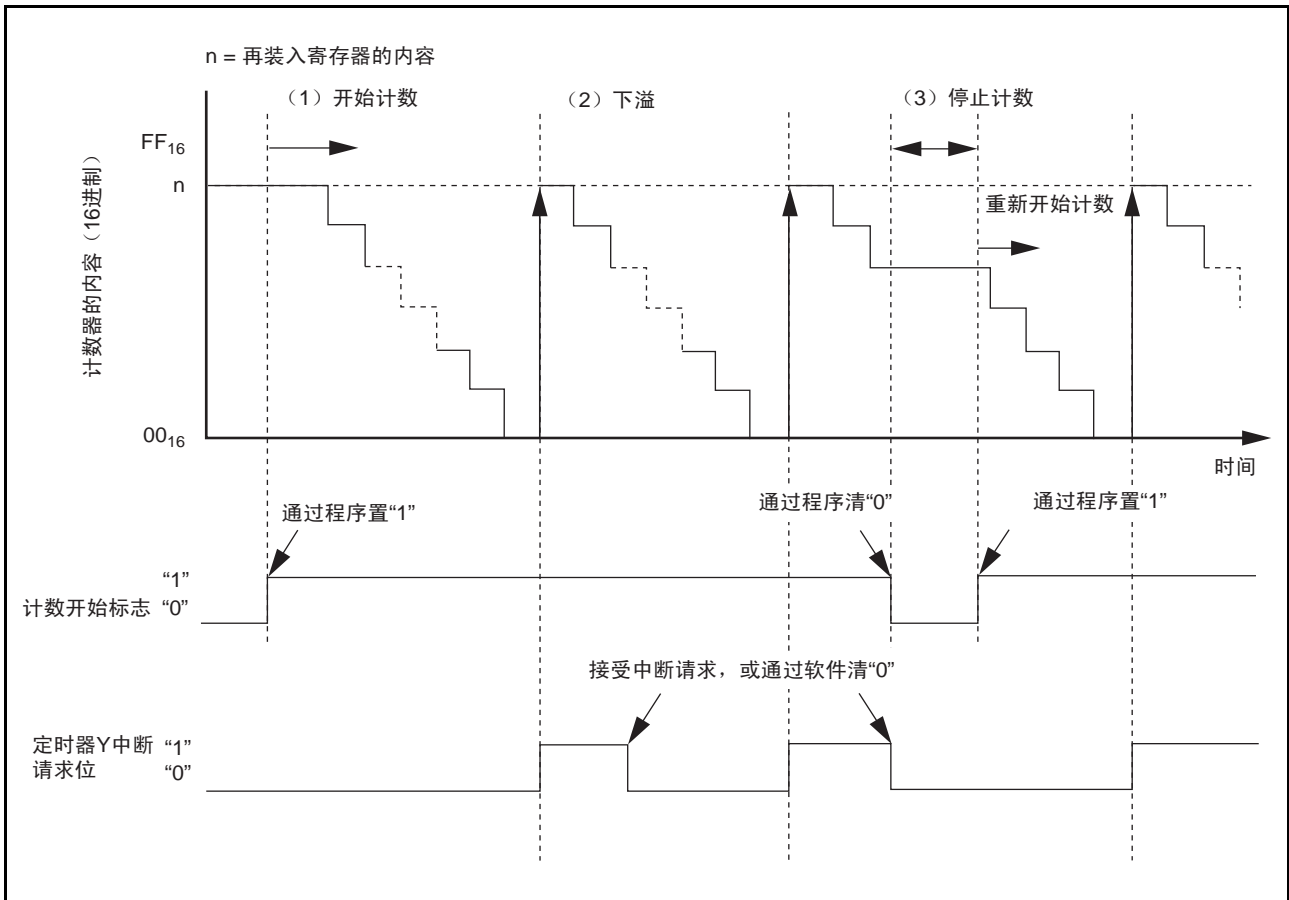 n = 再装入寄存器的内容
（1）开始计数
（2）下溢
（3）停止计数
FF16
n
重新开始计数
计数器的内容（16进制）
0016
时间
通过程序置“1”
通过程序清“0”
通过程序置“1”
“1”
计数开始标志 “0”
接受中断请求，或通过软件清“0”
定时器Y中断 “1”
请求位 “0”